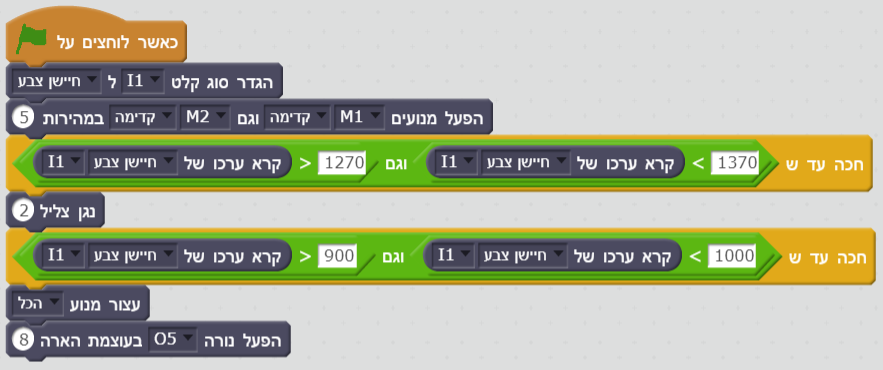 כאשר לוחצים על
הגדר סוג קלט I1 ל חיישן צבע
הפעל מנועים M1 קדימה וגם M2 קדימה במהירות 5
חכה עד ש 1370 > קרא ערכו של חיישן צבע I1 וגם 1270 < קרא ערכו של חיישן צבע I1
נגן צליל 2
חכה עד ש 1000 > קרא ערכו של חיישן צבע I1 וגם 900 < קרא ערכו של חיישן צבע I1
עצור מנוע הכל
הפעל נורה O5 בעוצמת הארה 8